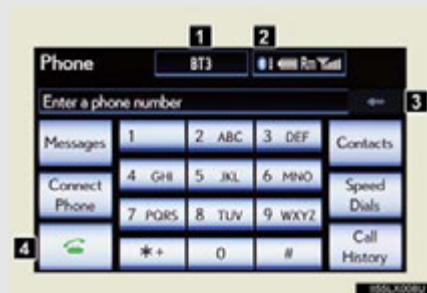 1 2
Phone BT3 Rm
Enter a phone number 3
Messages 1 2 ABC 3 DEF Contacts
Connect Phone 4 GHI 5 JKL 6 MNO Speed Dials
7 PQRS 8 TUV 9 WXYZ
4 *+ 0 # Call History